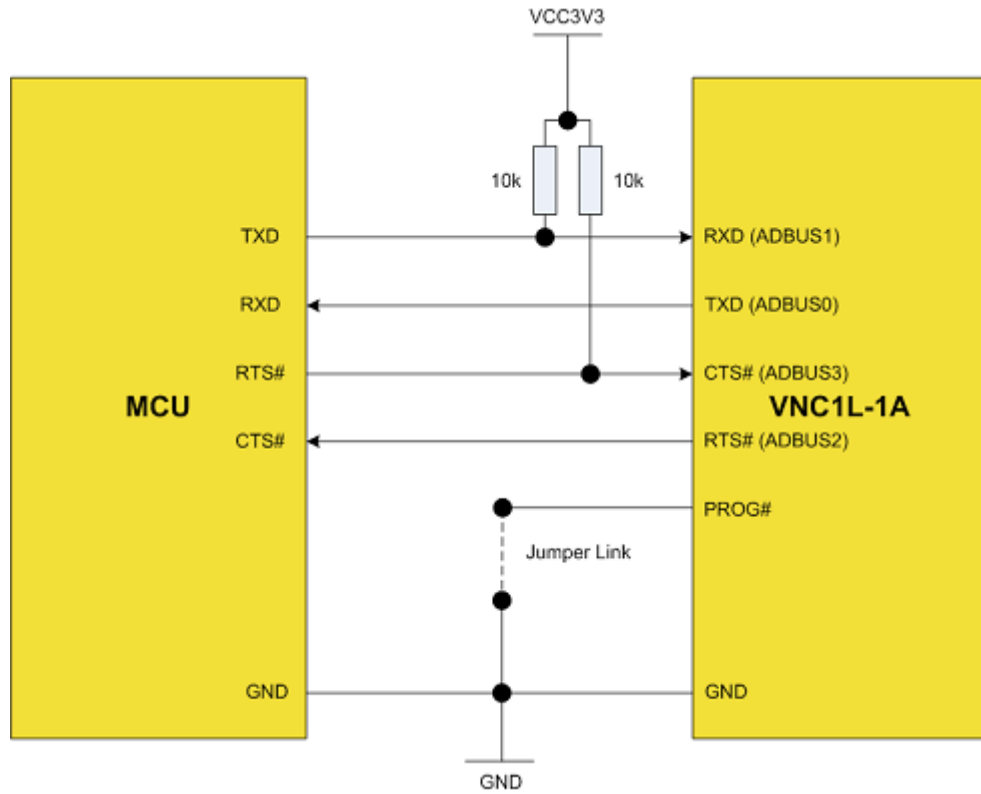 VCC3V3
10k
10k
TXD
RXD (ADBUS1)
RXD
TXD (ADBUS0)
RTS#
CTS# (ADBUS3)
MCU
VNC1L-1A
CTS#
RTS# (ADBUS2)
PROG#
Jumper Link
GND
GND
GND